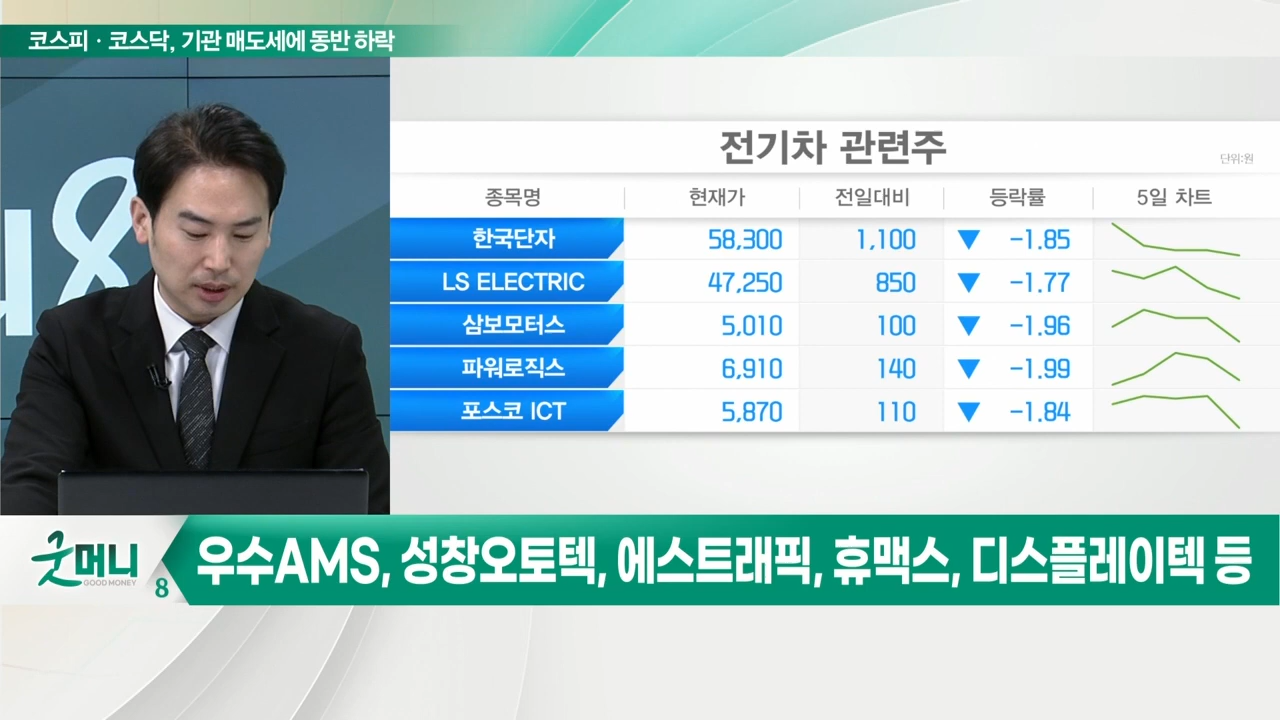 코스피 · 코스닥, 기관 매도세에 동반 하락
전기차 관련주
단위:원
종목명 현재가 전일대비 등락률 5일 차트
한국단자 58,300 1,100 ▼ -1.85
LS ELECTRIC 47,250 850 ▼ -1.77
삼보모터스 5,010 100 ▼ -1.96
파워로직스 6,910 140 ▼ -1.99
포스코 ICT 5,870 110 ▼ -1.84
굿머니
GOOD MONEY
8
우수AMS, 성창오토텍, 에스트래픽, 휴맥스, 디스플레이텍 등